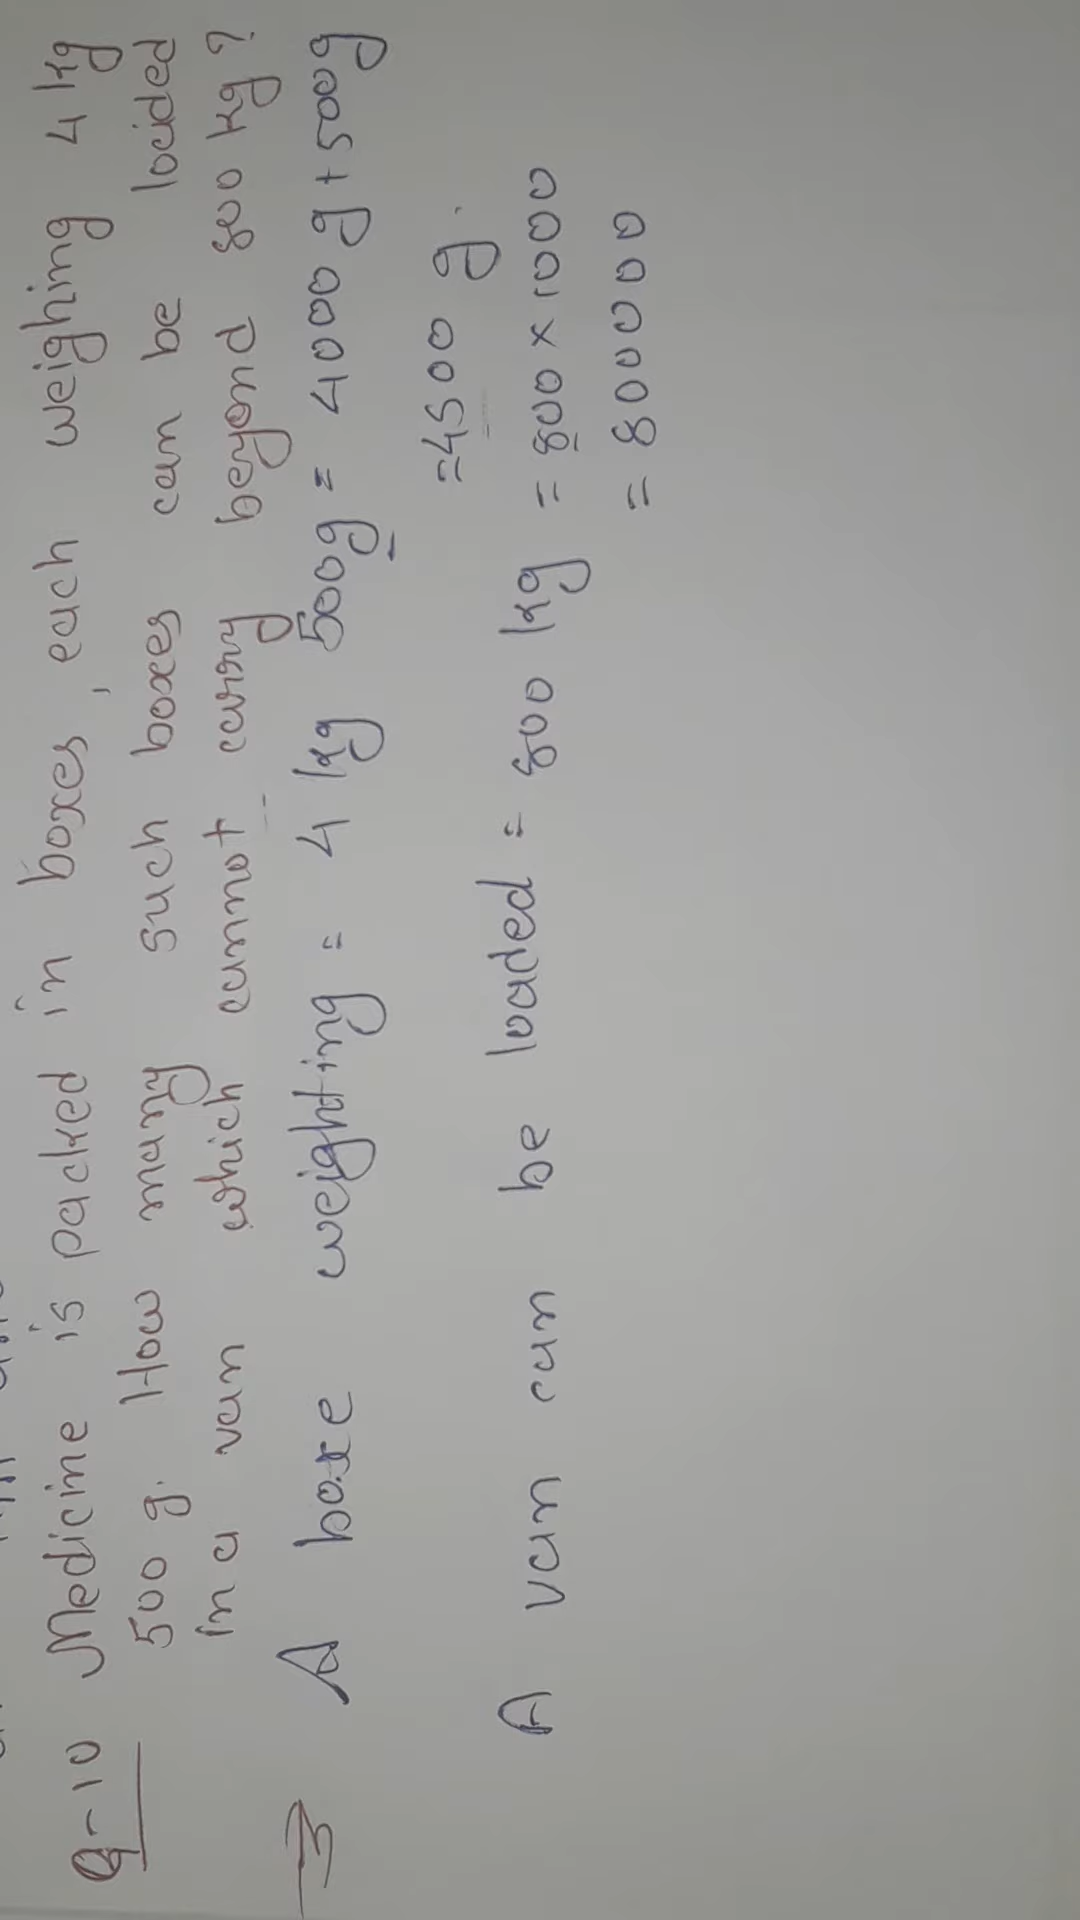 Q-10 Medicine is packed in boxes, each weighing 4 kg
500 g. How many such boxes can be loaded
in a van which cannot carry beyond 800 kg?
A boxe weighting = 4 kg 500g = 4000 g + 500g
=4500 g.
A van can be loaded = 800 kg = 800 x 1000
= 800000